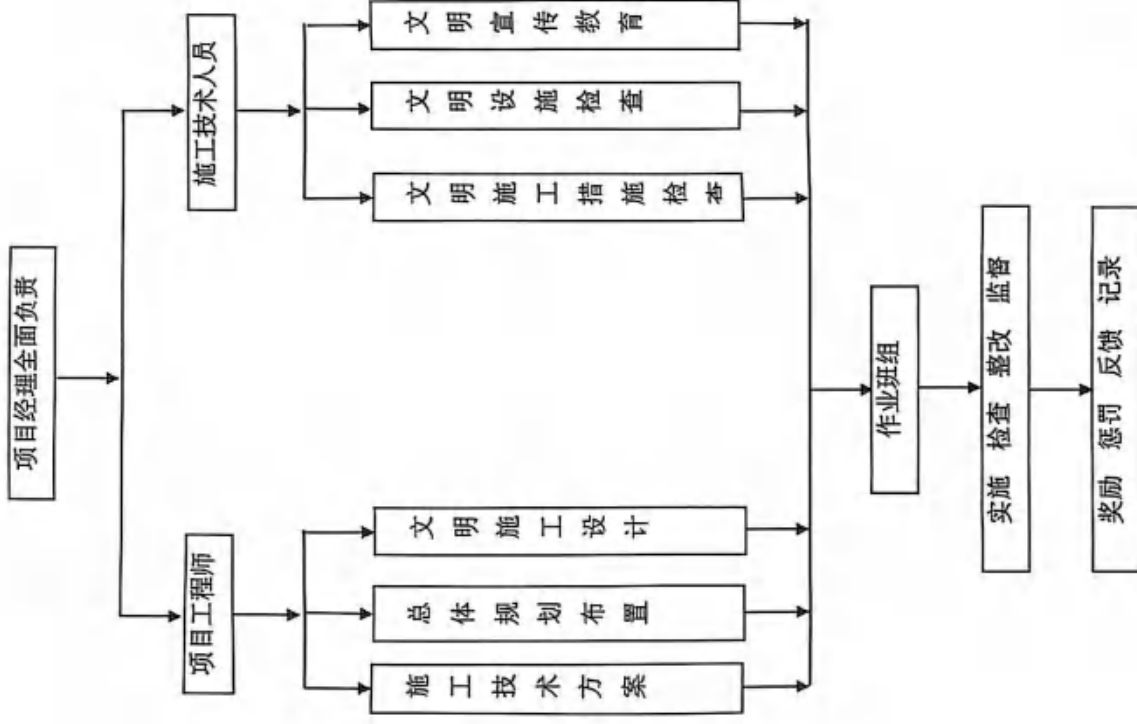 项目经理全面负责
项目工程师
施工技术人员
施工技术方案
总体规划布置
文明施工设计
文明施工措施检查
文明设施检查
文明宣传教育
作业班组
实施 检查 整改 监督
奖励 惩罚 反馈 记录